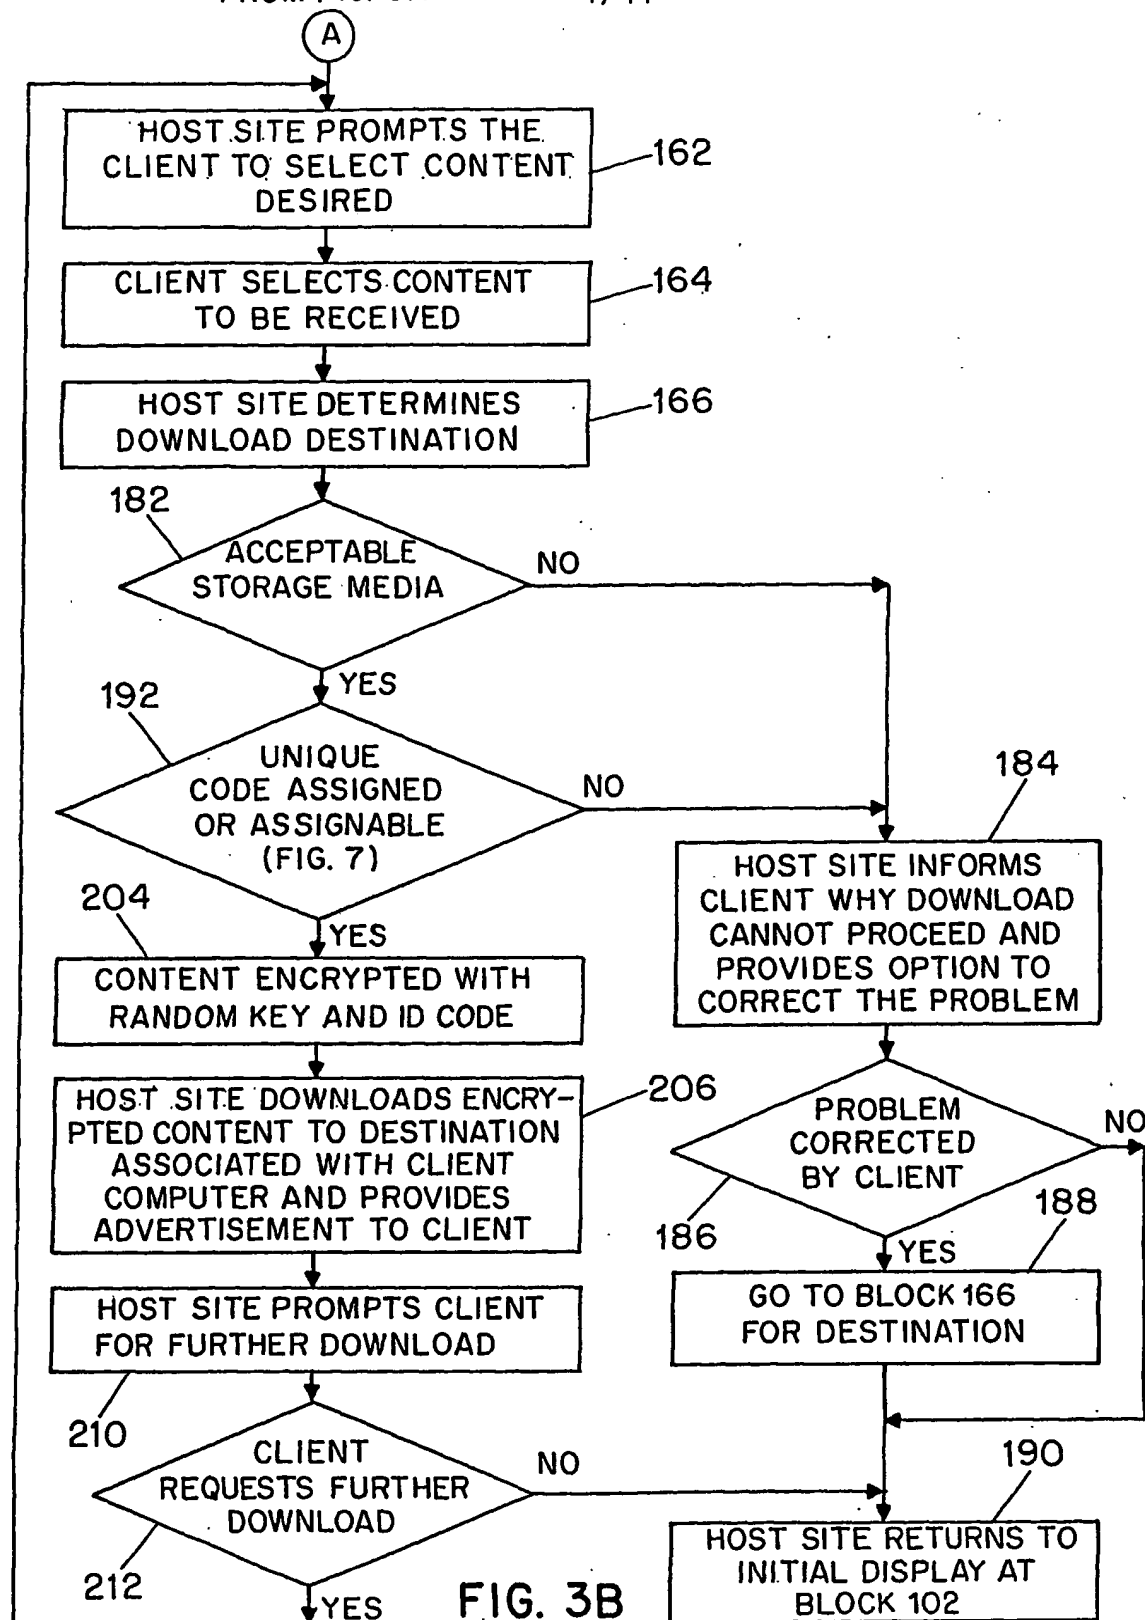 A
HOST SITE PROMPTS THE
CLIENT TO SELECT CONTENT
DESIRED
162
CLIENT SELECTS CONTENT
TO BE RECEIVED
164
HOST SITE DETERMINES
DOWNLOAD DESTINATION
166
182
ACCEPTABLE
STORAGE MEDIA
NO
YES
192
UNIQUE
CODE ASSIGNED
OR ASSIGNABLE
(FIG. 7)
NO
YES
184
HOST SITE INFORMS
CLIENT WHY DOWNLOAD
CANNOT PROCEED AND
PROVIDES OPTION TO
CORRECT THE PROBLEM
204
CONTENT ENCRYPTED WITH
RANDOM KEY AND ID CODE
HOST SITE DOWNLOADS ENCRY-
PTED CONTENT TO DESTINATION
ASSOCIATED WITH CLIENT
COMPUTER AND PROVIDES
ADVERTISEMENT TO CLIENT
206
PROBLEM
CORRECTED
BY CLIENT
NO
186
YES
188
GO TO BLOCK 166
FOR DESTINATION
HOST SITE PROMPTS CLIENT
FOR FURTHER DOWNLOAD
210
CLIENT
REQUESTS FURTHER
DOWNLOAD
NO
212
YES
190
HOST SITE RETURNS TO
INITIAL DISPLAY AT
BLOCK 102
FIG. 3B